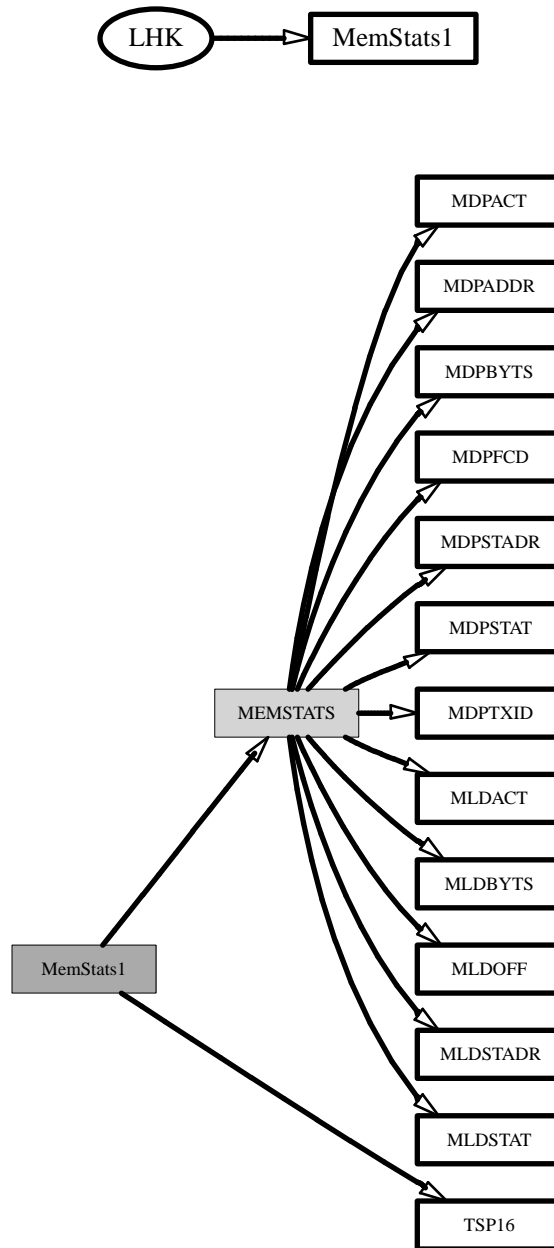 LHK
MemStats1
MDPACT
MDPADDR
MDPBYTS
MDPFCD
MDPSTADR
MDPSTAT
MEMSTATS
MDPTXID
MLDACT
MLDBYTS
MemStats1
MLDOFF
MLDSTADR
MLDSTAT
TSP16